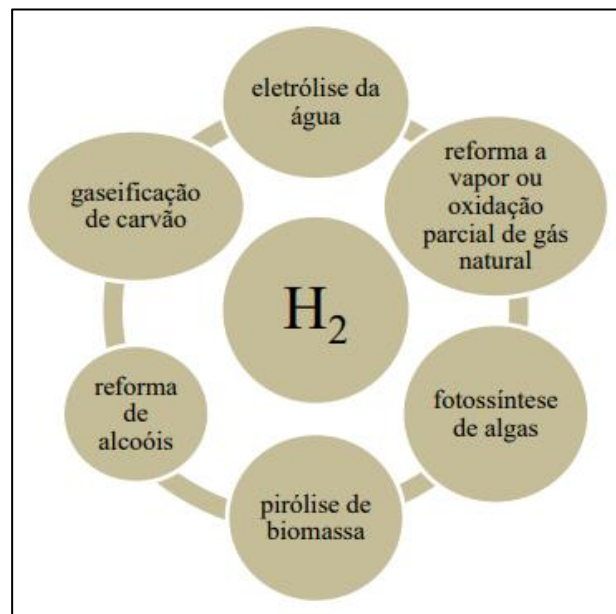 eletrólise da
água
reforma a
vapor ou
oxidação
parcial de gás
natural
fotossíntese
de algas
pirólise de
biomassa
reforma
de
alcoóis
gaseificação
de carvão
H₂